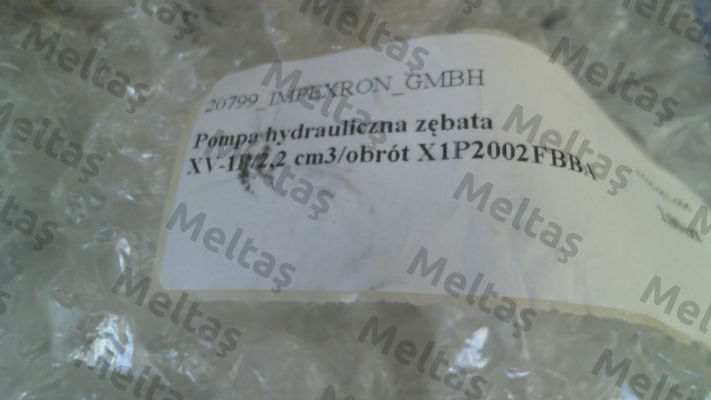 20799_IMPEXRON_GMBH
Pompa hydrauliczna zębata
XV-1P/2,2 cm3/obrót X1P2002FBBA
Meltaş